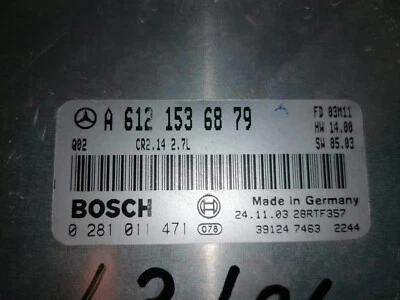 A 612 153 68 79
FD 03M11
HW 14.00
SW 05.03
Q02 CR2.14 2.7L
BOSCH
0 281 011 471
078
Made in Germany
24.11.03 28RTF357
39124 7463 2244